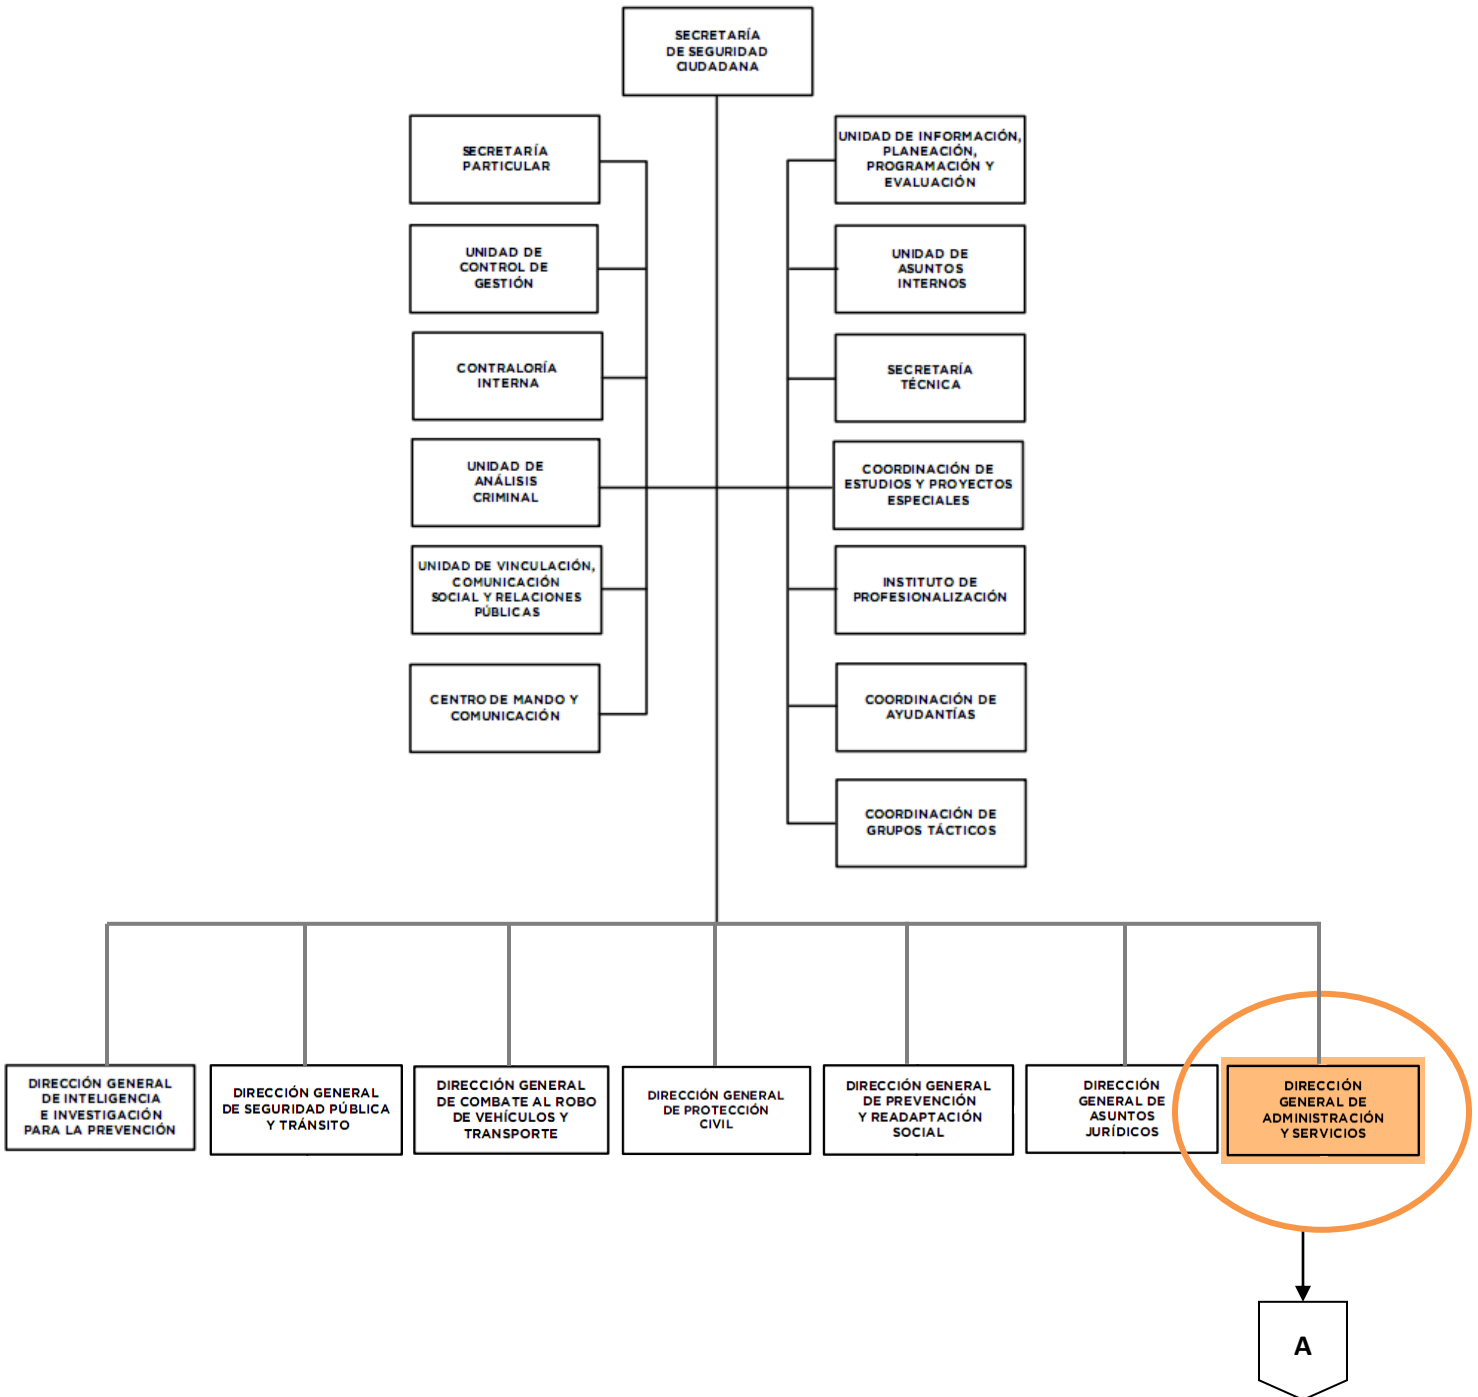 SECRETARÍA
DE SEGURIDAD
CIUDADANA
SECRETARÍA
PARTICULAR
UNIDAD DE INFORMACIÓN,
PLANEACIÓN,
PROGRAMACIÓN Y
EVALUACIÓN
UNIDAD DE
CONTROL DE
GESTIÓN
UNIDAD DE
ASUNTOS
INTERNOS
CONTRALORÍA
INTERNA
SECRETARÍA
TÉCNICA
UNIDAD DE
ANÁLISIS
CRIMINAL
COORDINACIÓN DE
ESTUDIOS Y PROYECTOS
ESPECIALES
UNIDAD DE VINCULACIÓN,
COMUNICACIÓN
SOCIAL Y RELACIONES
PÚBLICAS
INSTITUTO DE
PROFESIONALIZACIÓN
CENTRO DE MANDO Y
COMUNICACIÓN
COORDINACIÓN DE
AYUDANTÍAS
COORDINACIÓN DE
GRUPOS TÁCTICOS
DIRECCIÓN GENERAL
DE INTELIGENCIA
E INVESTIGACIÓN
PARA LA PREVENCIÓN
DIRECCIÓN GENERAL
DE SEGURIDAD PÚBLICA
Y TRÁNSITO
DIRECCIÓN GENERAL
DE COMBATE AL ROBO
DE VEHÍCULOS Y
TRANSPORTE
DIRECCIÓN GENERAL
DE PROTECCIÓN
CIVIL
DIRECCIÓN GENERAL
DE PREVENCIÓN
Y READAPTACIÓN
SOCIAL
DIRECCIÓN
GENERAL DE
ASUNTOS
JURÍDICOS
DIRECCIÓN
GENERAL DE
ADMINISTRACIÓN
Y SERVICIOS
A